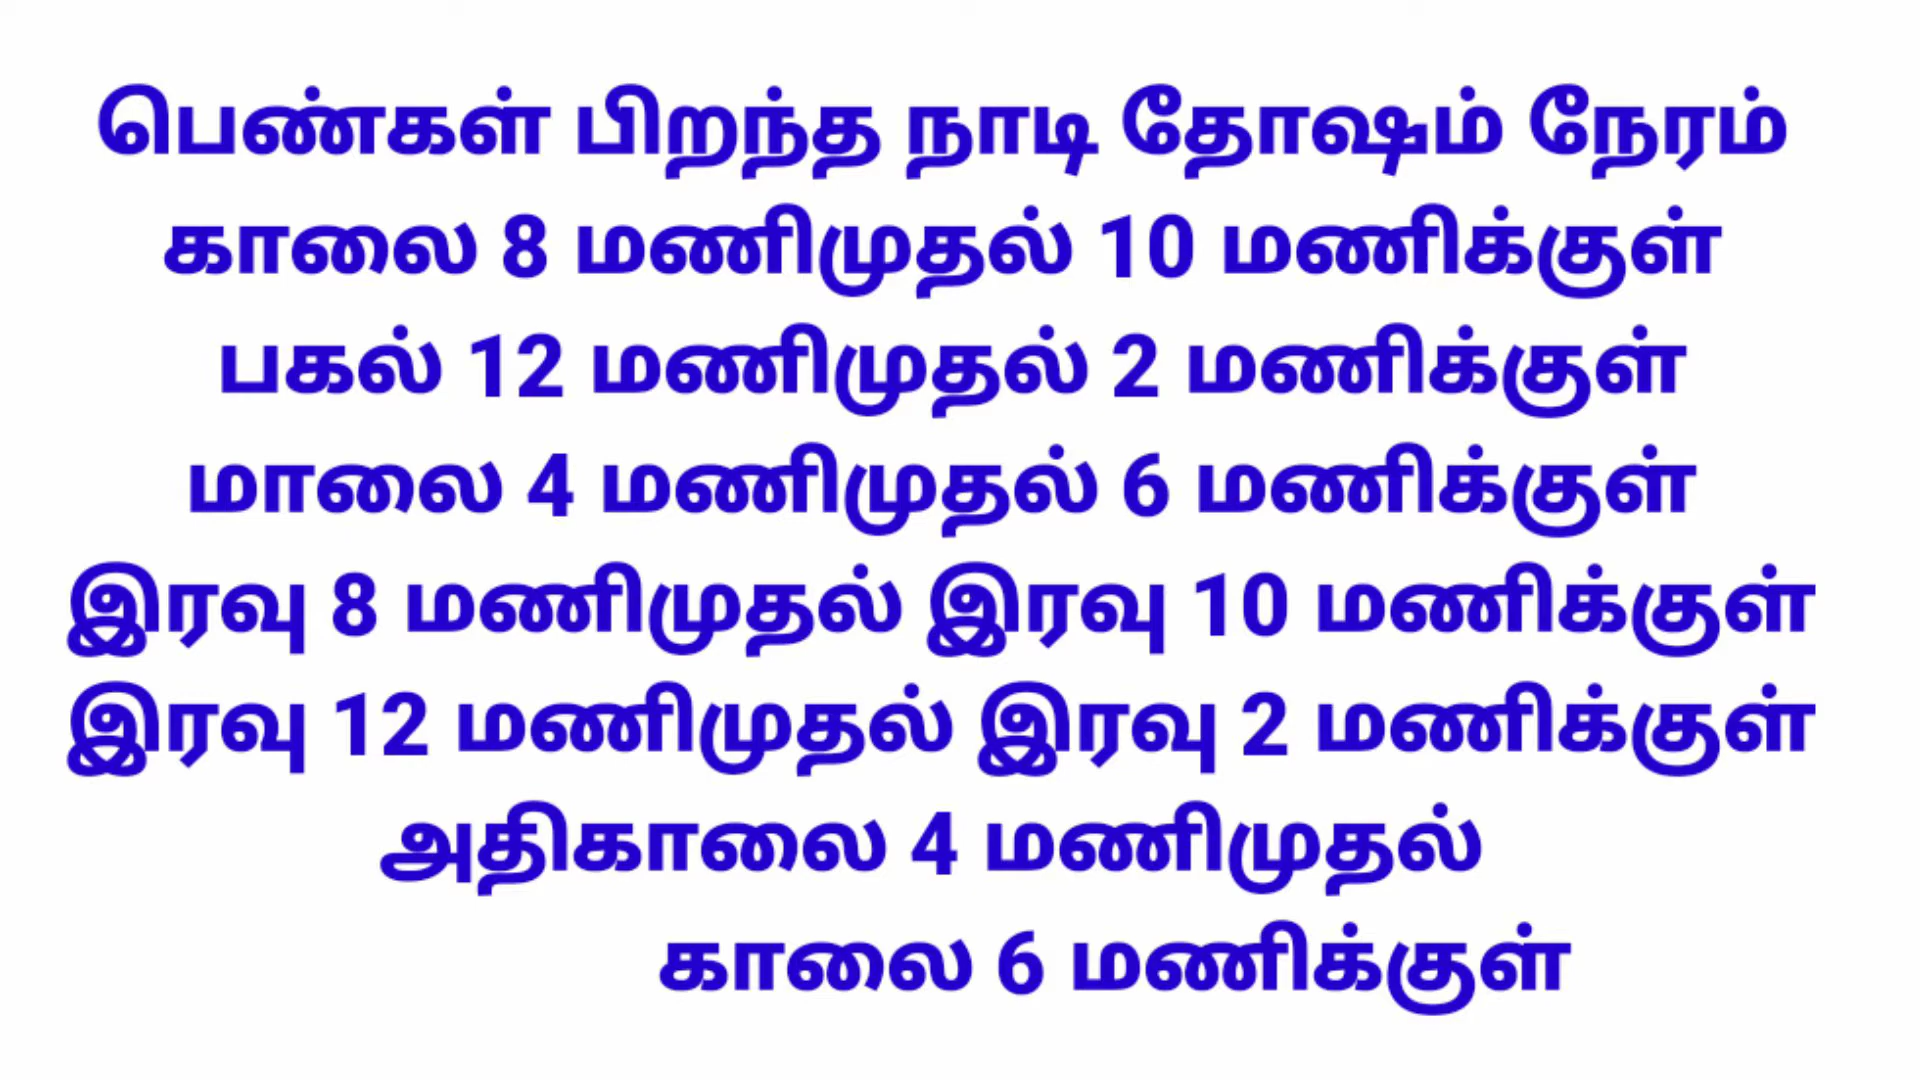 பெண்கள் பிறந்த நாடி தோஷம் நேரம்
காலை 8 மணிமுதல் 10 மணிக்குள்
பகல் 12 மணிமுதல் 2 மணிக்குள்
மாலை 4 மணிமுதல் 6 மணிக்குள்
இரவு 8 மணிமுதல் இரவு 10 மணிக்குள்
இரவு 12 மணிமுதல் இரவு 2 மணிக்குள்
அதிகாலை 4 மணிமுதல்
காலை 6 மணிக்குள்